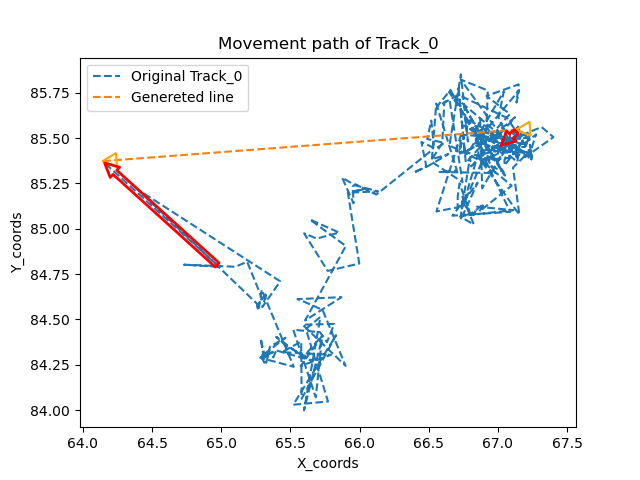 Movement path of Track_0
Original Track_0
Genereted line
Y_coords
85.75
85.50
85.25
85.00
84.75
84.50
84.25
84.00
64.0 64.5 65.0 65.5 66.0 66.5 67.0 67.5
X_coords